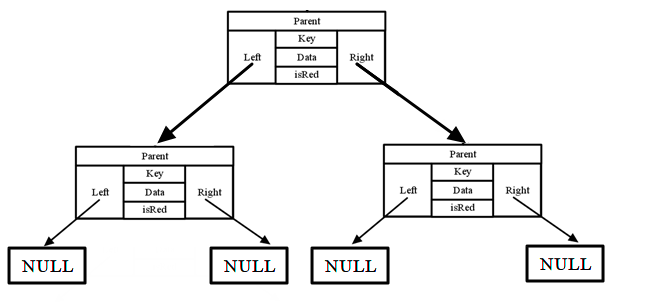 Parent
Key
Left Data Right
isRed
Parent
Key
Left Data Right
isRed
Parent
Key
Left Data Right
isRed
NULL NULL NULL NULL